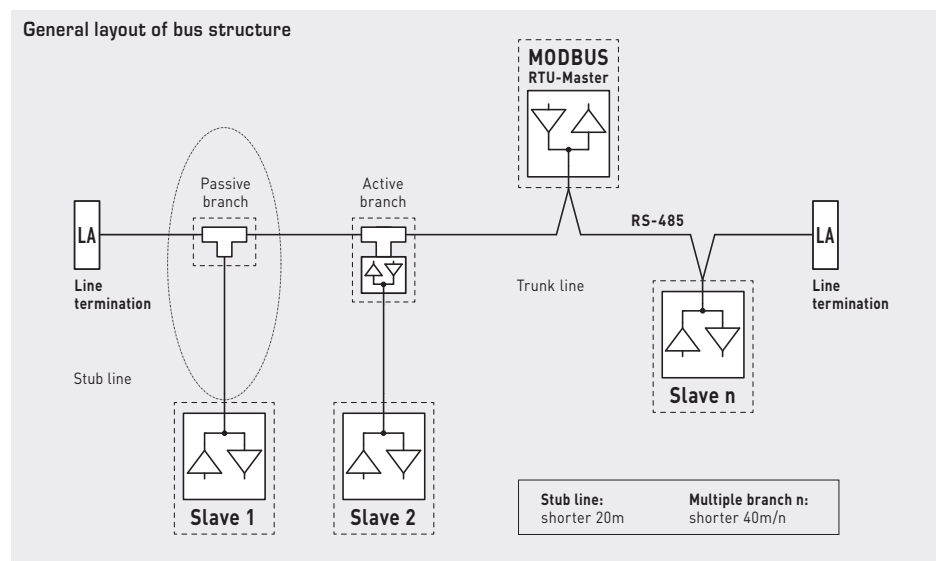 General layout of bus structure
MODBUS
RTU-Master
Passive
branch
Active
branch
LA
RS-485
LA
Line
termination
Trunk line
Line
termination
Stub line
Slave n
Slave 1
Slave 2
Stub line:
shorter 20m
Multiple branch n:
shorter 40m/n